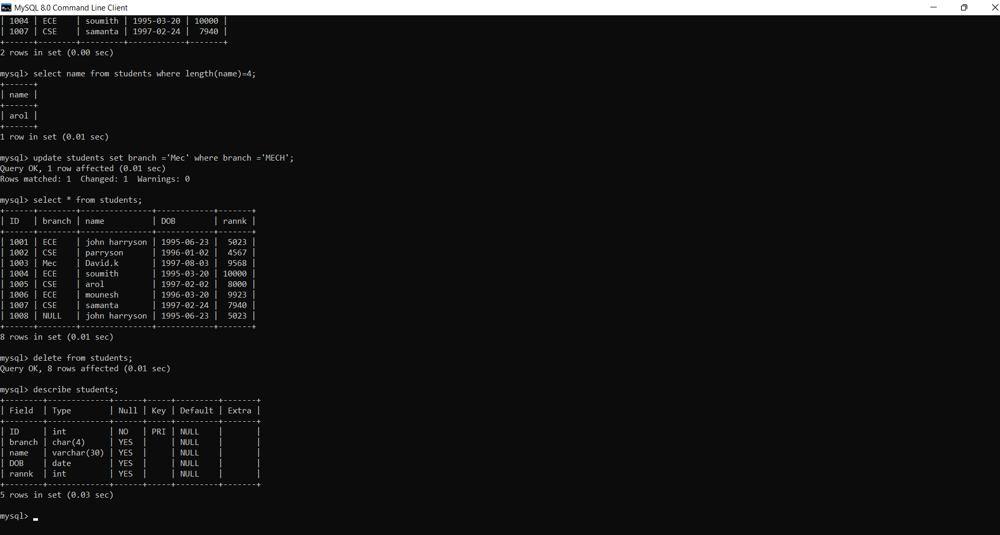 MySQL 8.0 Command Line Client
| 1004 | ECE    | soumith | 1995-03-20 | 10000 |
| 1007 | CSE    | samanta | 1997-02-24 |  7940 |
+------+--------+---------+------------+-------+
2 rows in set (0.00 sec)
mysql> select name from students where length(name)=4;
+------+
| name |
+------+
| arol |
+------+
1 row in set (0.01 sec)
mysql> update students set branch ='Mec' where branch ='MECH';
Query OK, 1 row affected (0.01 sec)
Rows matched: 1  Changed: 1  Warnings: 0
mysql> select * from students;
+------+--------+---------------+------------+-------+
| ID   | branch | name          | DOB        | rannk |
+------+--------+---------------+------------+-------+
| 1001 | ECE    | john harryson | 1995-06-23 |  5023 |
| 1002 | CSE    | parryson      | 1996-01-02 |  4567 |
| 1003 | Mec    | David.k       | 1997-08-03 |  9568 |
| 1004 | ECE    | soumith       | 1995-03-20 | 10000 |
| 1005 | CSE    | arol          | 1997-02-02 |  8000 |
| 1006 | ECE    | mounesh       | 1996-03-20 |  9923 |
| 1007 | CSE    | samanta       | 1997-02-24 |  7940 |
| 1008 | NULL   | john harryson | 1995-06-23 |  5023 |
+------+--------+---------------+------------+-------+
8 rows in set (0.01 sec)
mysql> delete from students;
Query OK, 8 rows affected (0.01 sec)
mysql> describe students;
+--------+-------------+------+-----+---------+-------+
| Field  | Type        | Null | Key | Default | Extra |
+--------+-------------+------+-----+---------+-------+
| ID     | int         | NO   | PRI | NULL    |       |
| branch | char(4)     | YES  |     | NULL    |       |
| name   | varchar(30) | YES  |     | NULL    |       |
| DOB    | date        | YES  |     | NULL    |       |
| rannk  | int         | YES  |     | NULL    |       |
+--------+-------------+------+-----+---------+-------+
5 rows in set (0.03 sec)
mysql>